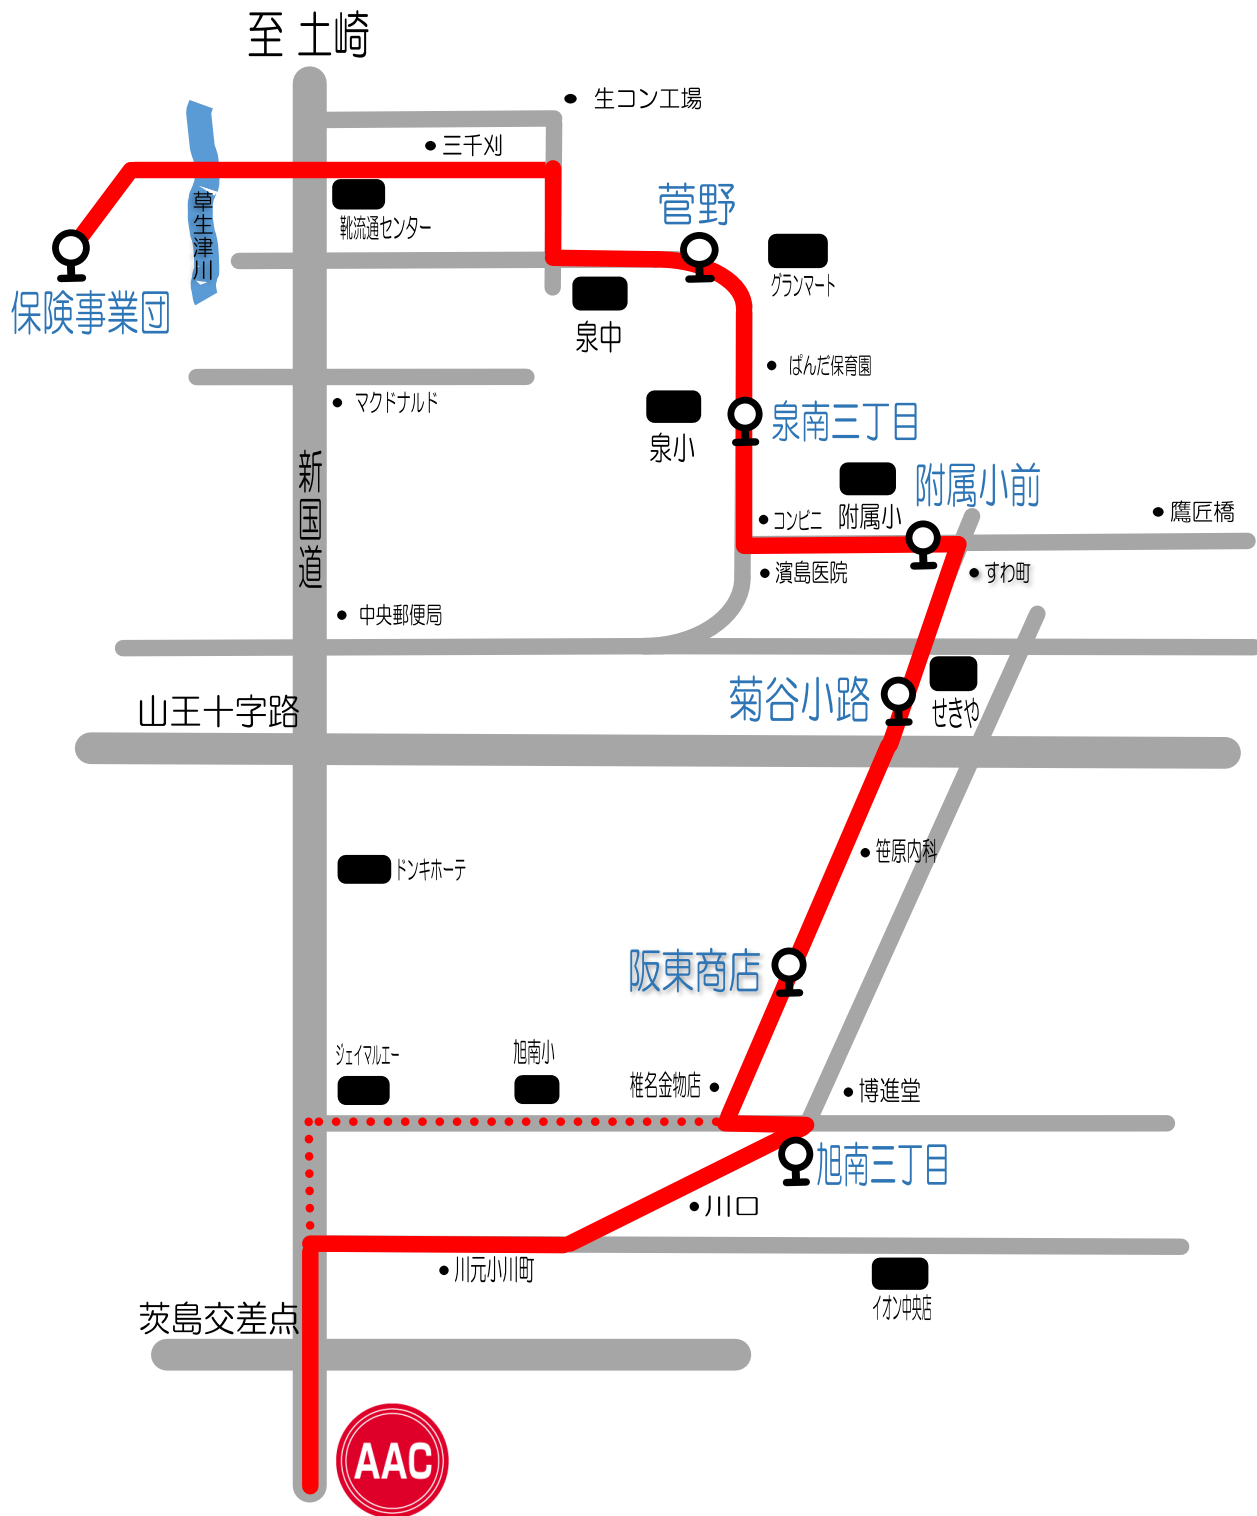 至 土崎
生コン工場
三千刈
草生津川
靴流通センター
菅野
グランマート
保険事業団
泉中
ぱんだ保育園
マクドナルド
泉南三丁目
泉小
新国道
附属小前
コンビニ
附属小
鷹匠橋
濱島医院
すわ町
中央郵便局
菊谷小路
せきや
山王十字路
笹原内科
ドンキホーテ
阪東商店
ジェイマルエー
旭南小
椎名金物店
博進堂
旭南三丁目
川口
川元小川町
イオン中央店
茨島交差点
AAC